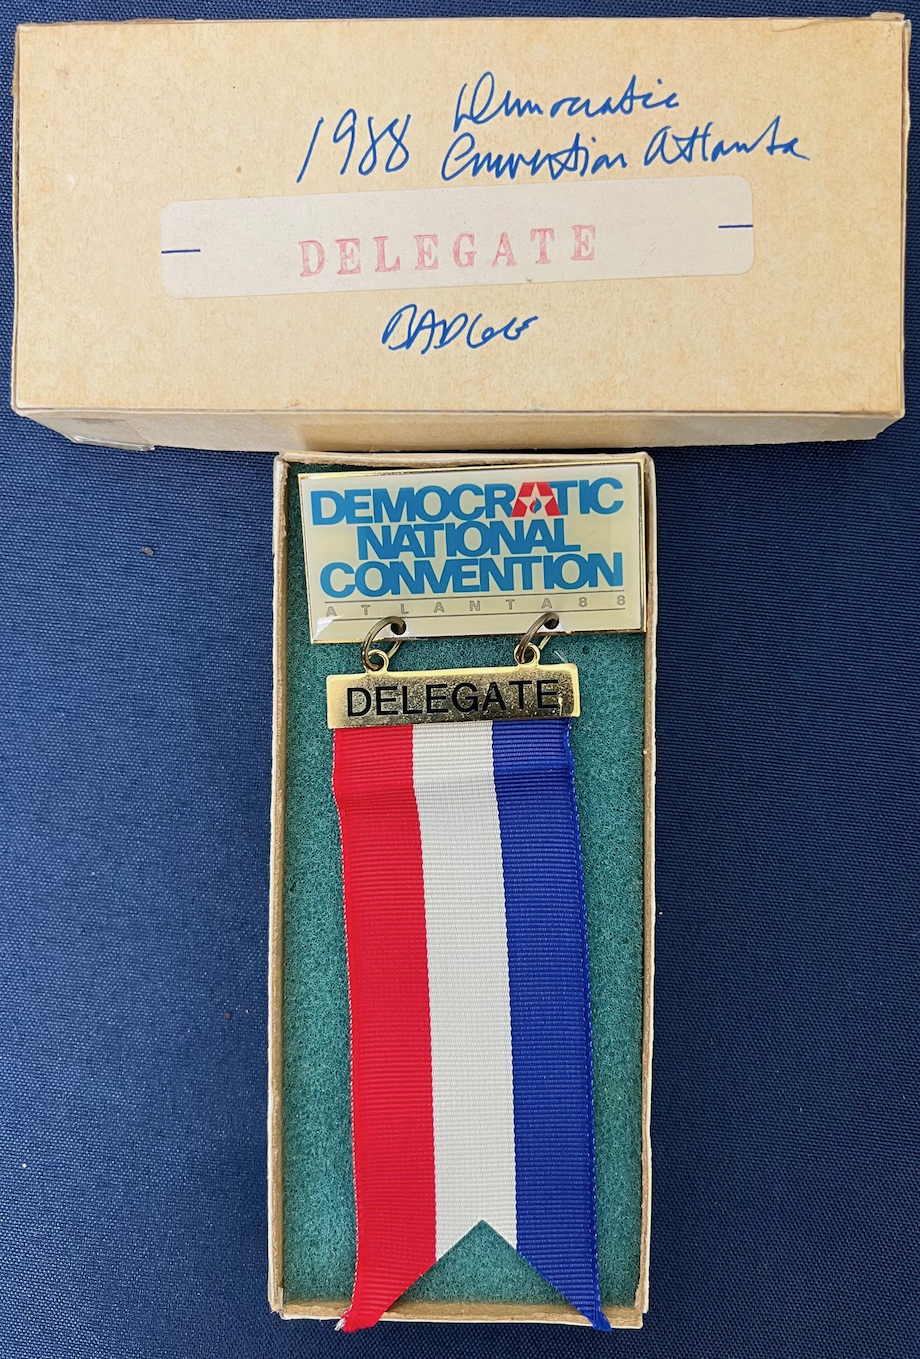 1988 Democratic
Convention Atlanta
DELEGATE
BADGE
DEMOCRATIC
NATIONAL
CONVENTION
ATLANTA 88
DELEGATE